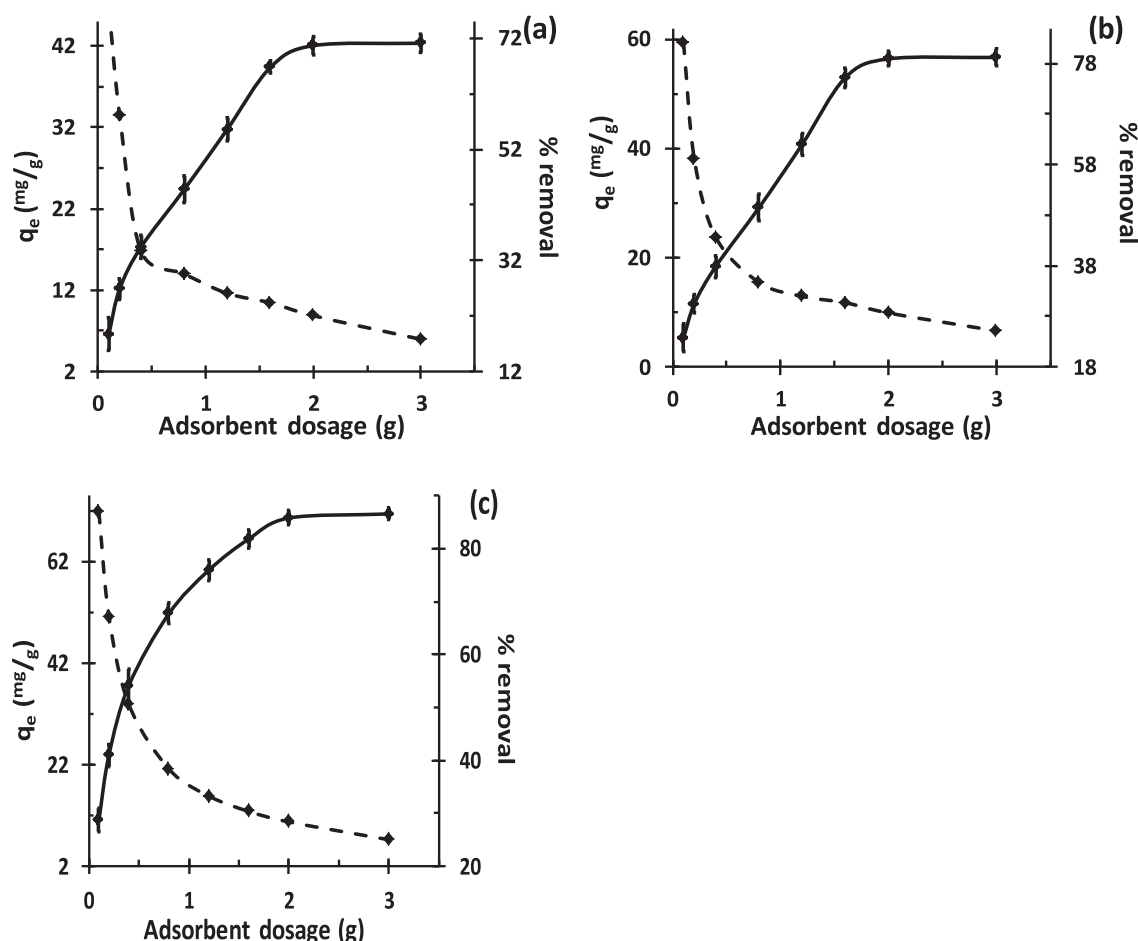 (a)
42
32
22
12
2
qe (mg/g)
72
52
32
12
% removal
0 1 2 3
Adsorbent dosage (g)
(b)
60
40
20
0
qe (mg/g)
78
58
38
18
% removal
0 1 2 3
Adsorbent dosage (g)
(c)
62
42
22
2
qe (mg/g)
80
60
40
20
% removal
0 1 2 3
Adsorbent dosage (g)